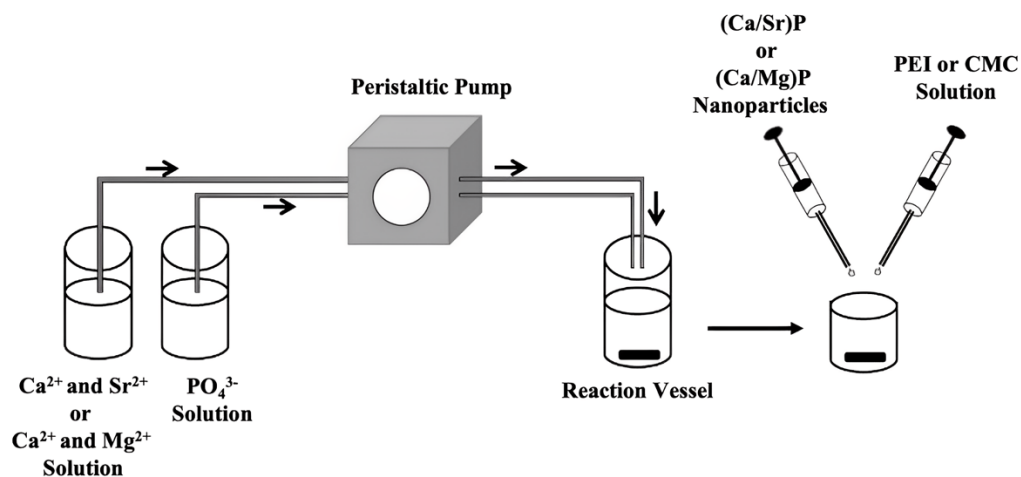 Peristaltic Pump
(Ca/Sr)P
or
(Ca/Mg)P
Nanoparticles
PEI or CMC
Solution
Ca²⁺ and Sr²⁺
or
Ca²⁺ and Mg²⁺
Solution
PO₄³⁻
Solution
Reaction Vessel